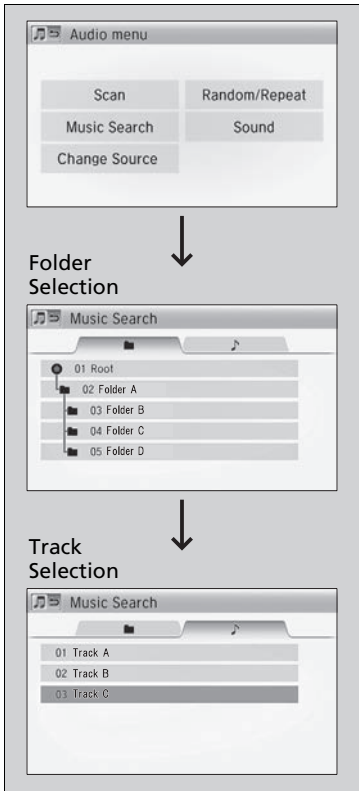 Audio menu
Scan
Random/Repeat
Music Search
Sound
Change Source
Folder
Selection
Music Search
01 Root
02 Folder A
03 Folder B
04 Folder C
05 Folder D
Track
Selection
Music Search
01 Track A
02 Track B
03 Track C